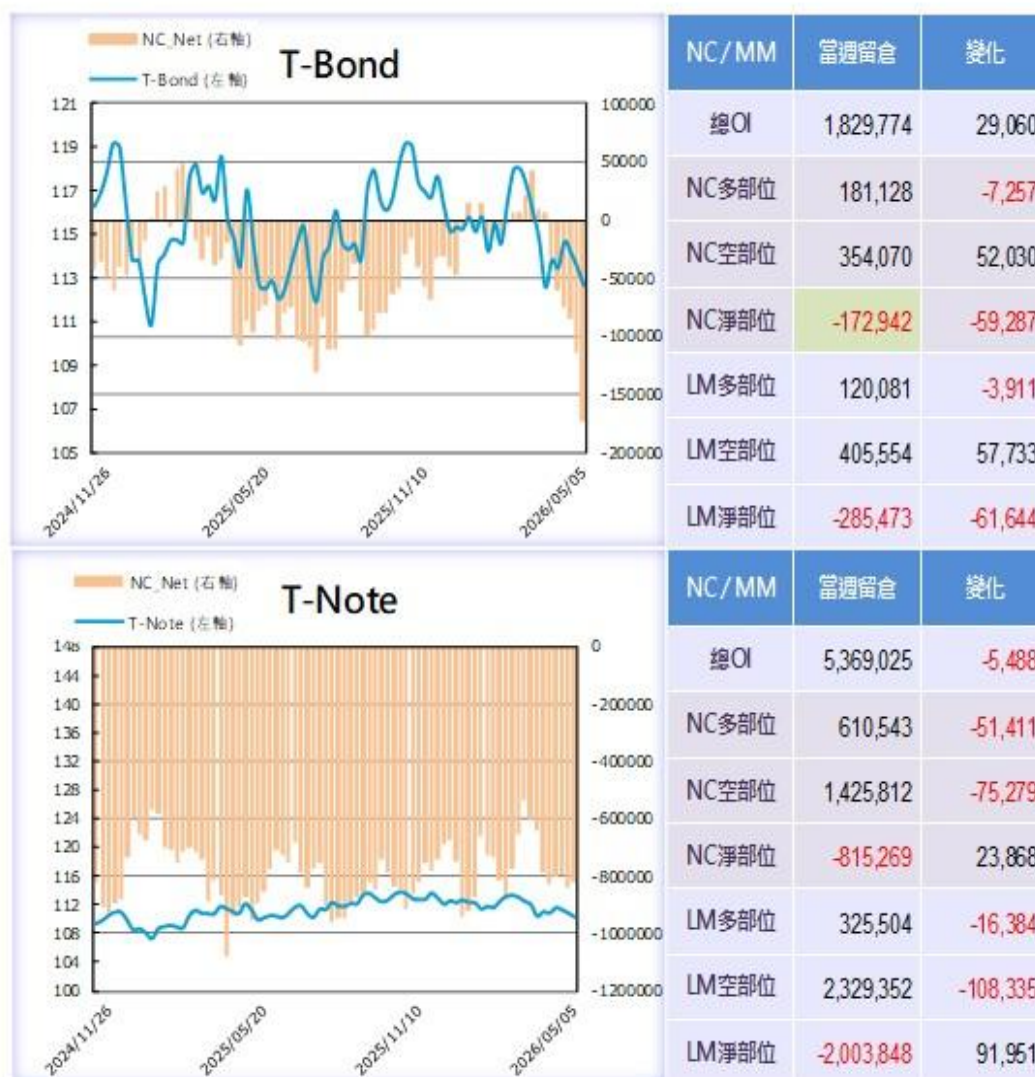 NC_Net (右軸)
T-Bond (左軸)
T-Bond
121
119
117
115
113
111
109
107
105
100000
50000
0
-50000
-100000
-150000
-200000
2024/11/26
2025/05/20
2025/11/10
2026/05/05
NC/MM 當週留倉 變化
總OI 1,829,774 29,060
NC多部位 181,128 -7,257
NC空部位 354,070 52,030
NC淨部位 -172,942 -59,287
LM多部位 120,081 -3,911
LM空部位 405,554 57,733
LM淨部位 -285,473 -61,644
NC_Net (右軸)
T-Note (左軸)
T-Note
148
144
140
136
132
128
124
120
116
112
108
104
100
0
-200000
-400000
-600000
-800000
-1000000
-1200000
2024/11/26
2025/05/20
2025/11/10
2026/05/05
NC/MM 當週留倉 變化
總OI 5,369,025 -5,488
NC多部位 610,543 -51,411
NC空部位 1,425,812 -75,279
NC淨部位 -815,269 23,868
LM多部位 325,504 -16,384
LM空部位 2,329,352 -108,335
LM淨部位 -2,003,848 91,951